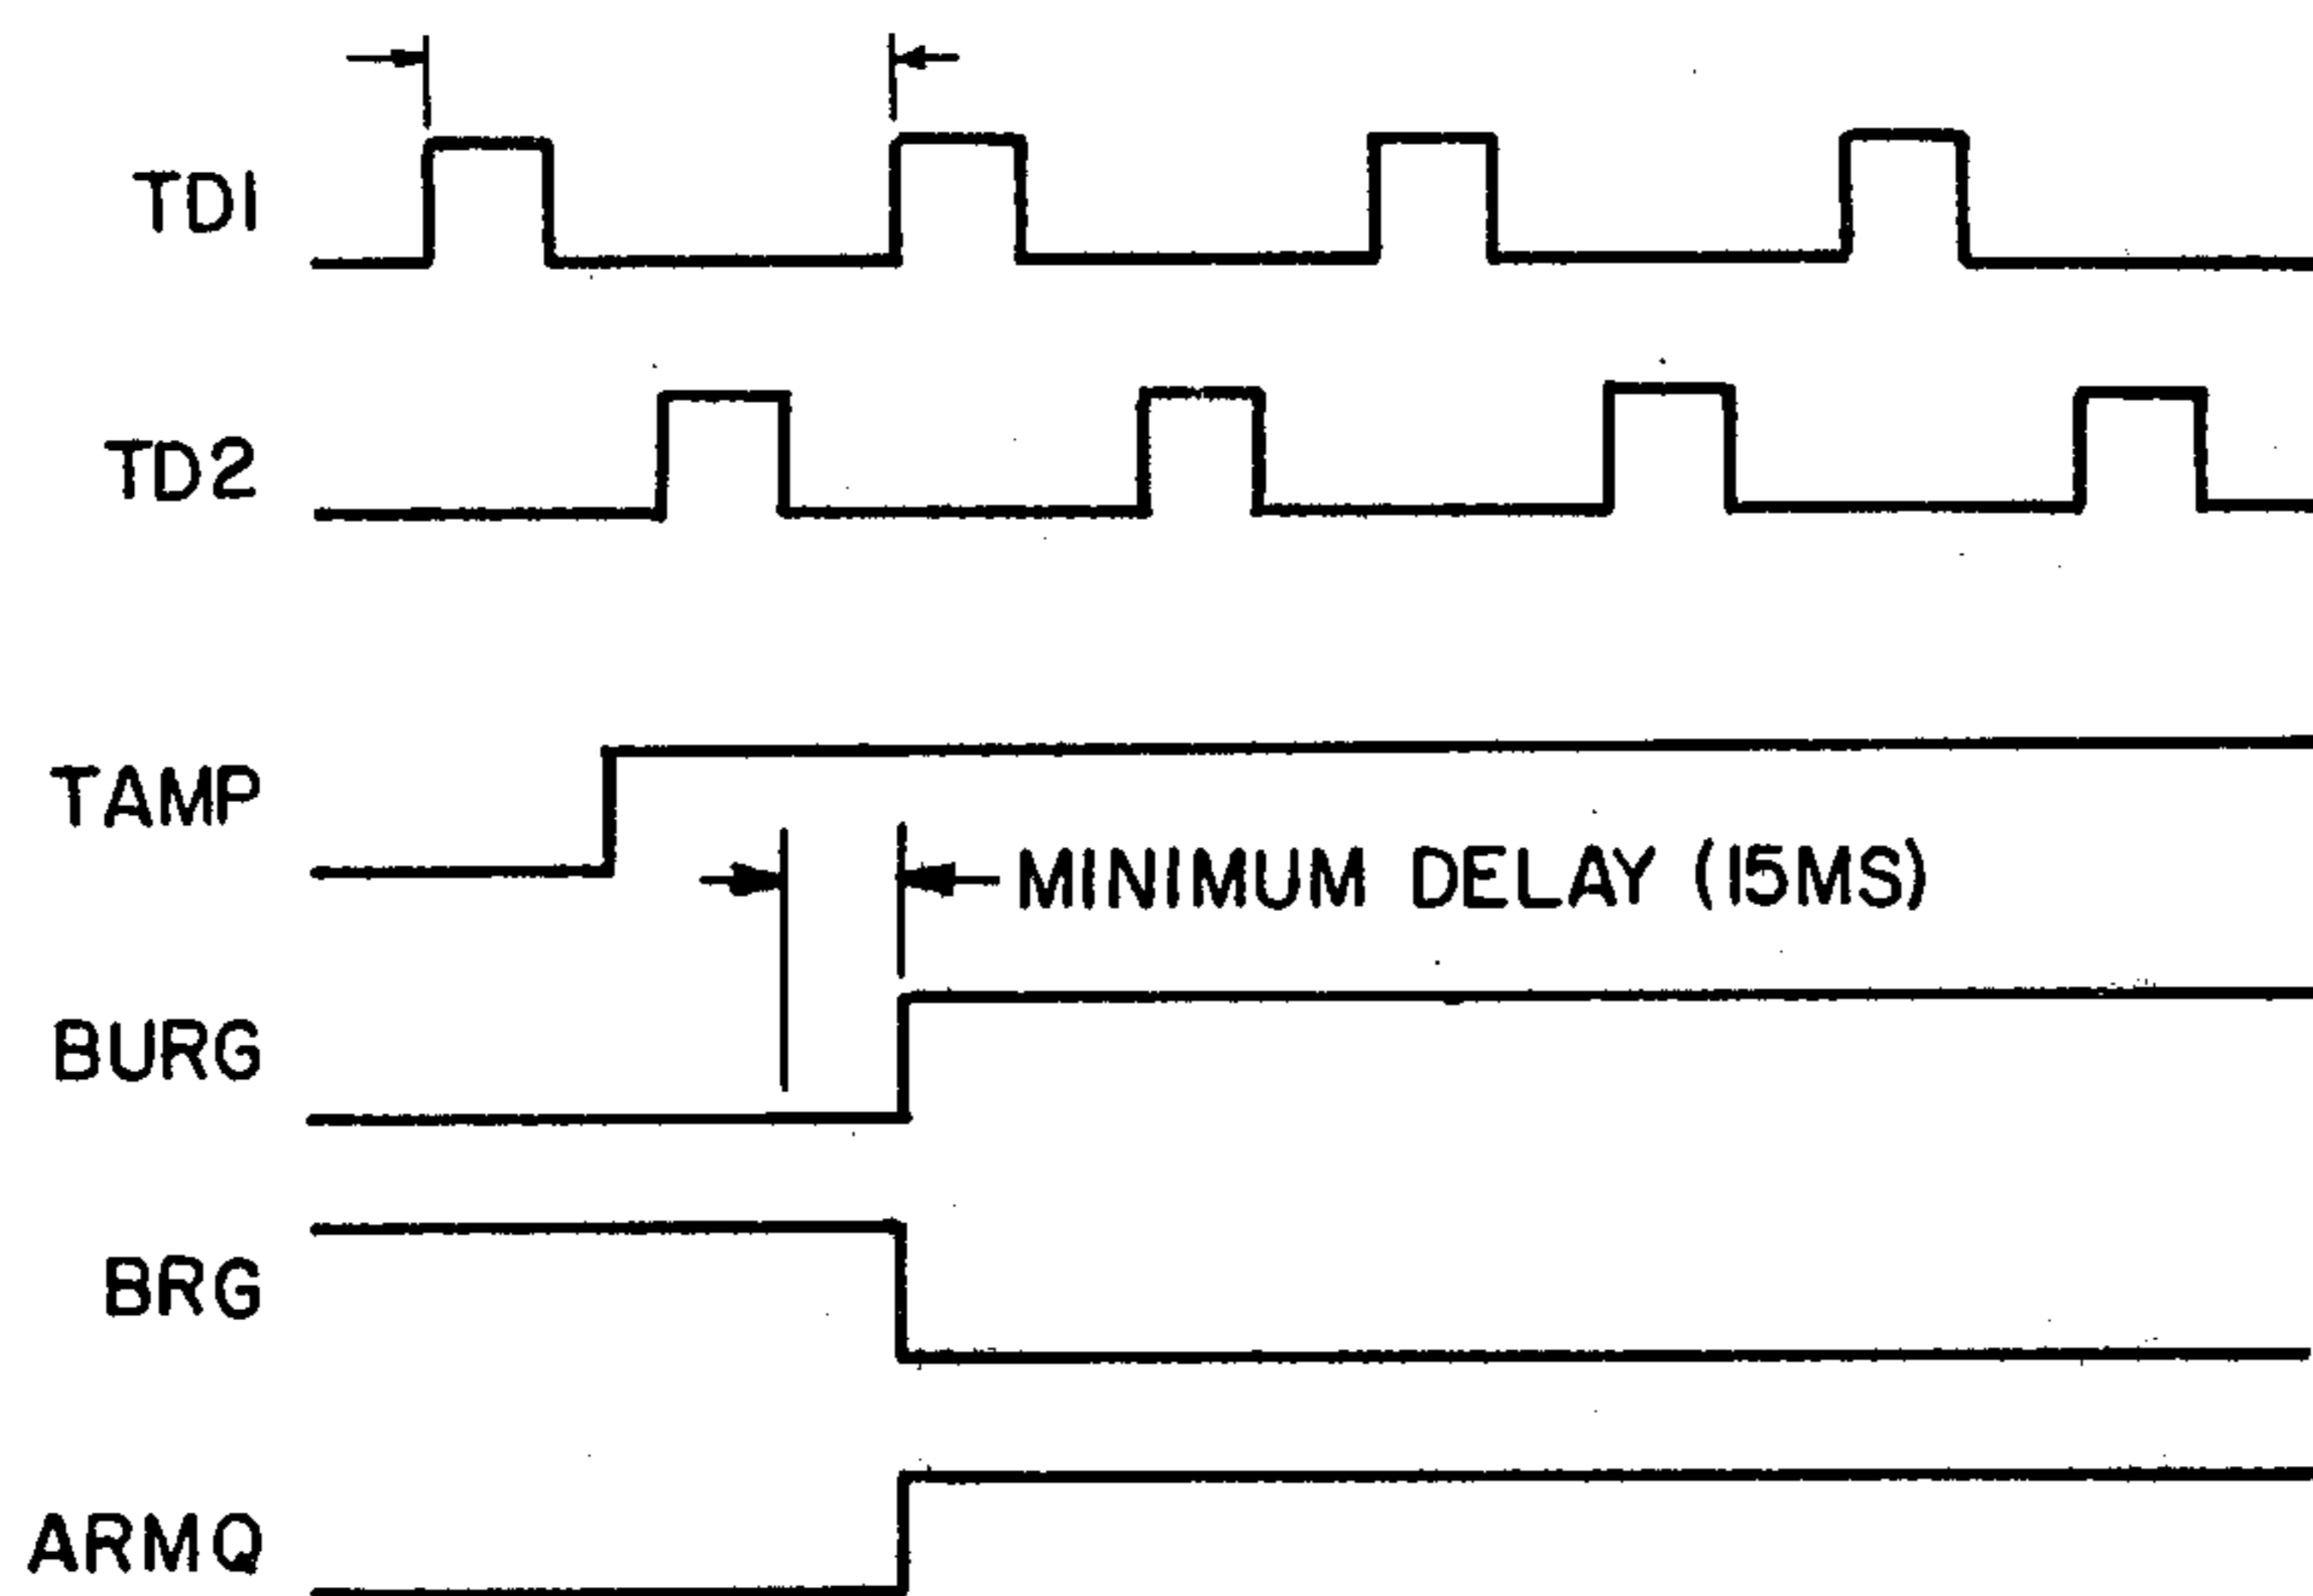 TD1
TD2
TAMP
MINIMUM DELAY (15MS)
BURG
BRG
ARMQ